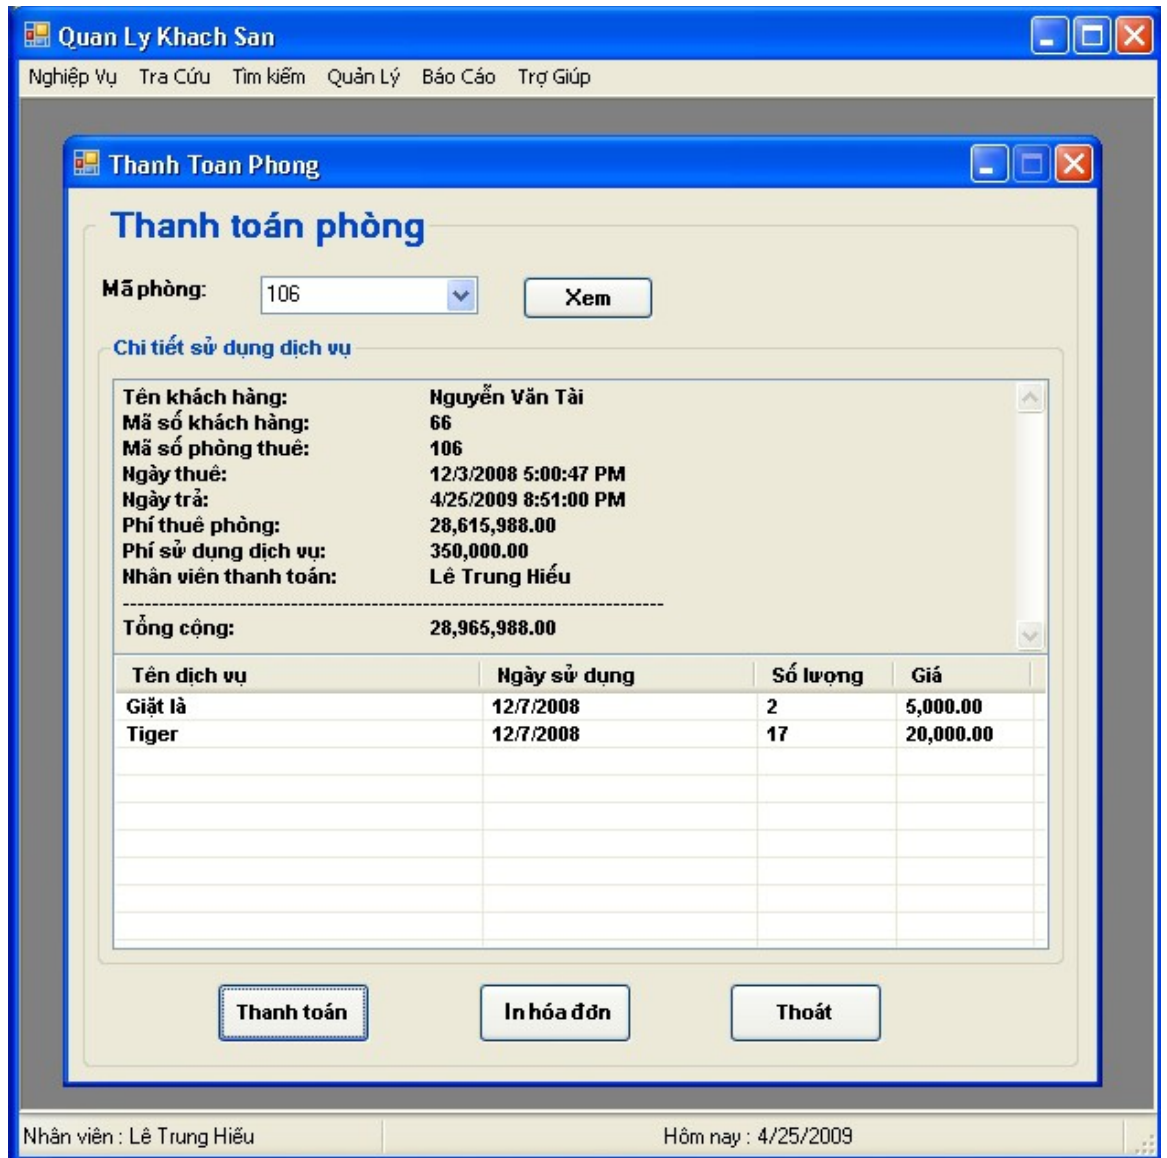 Quan Ly Khach San
Nghiệp Vụ Tra Cứu Tìm kiếm Quản Lý Báo Cáo Trợ Giúp
Thanh Toan Phong
Thanh toán phòng
Mã phòng: 106 Xem
Chi tiết sử dụng dịch vụ
Tên khách hàng: Nguyễn Văn Tài
Mã số khách hàng: 66
Mã số phòng thuê: 106
Ngày thuê: 12/3/2008 5:00:47 PM
Ngày trả: 4/25/2009 8:51:00 PM
Phí thuê phòng: 28,615,988.00
Phí sử dụng dịch vụ: 350,000.00
Nhân viên thanh toán: Lê Trung Hiếu
--------------------------------------------------------------------------
Tổng cộng: 28,965,988.00
Tên dịch vụ Ngày sử dụng Số lượng Giá
Giặt là 12/7/2008 2 5,000.00
Tiger 12/7/2008 17 20,000.00
Thanh toán In hóa đơn Thoát
Nhân viên : Lê Trung Hiếu Hôm nay : 4/25/2009